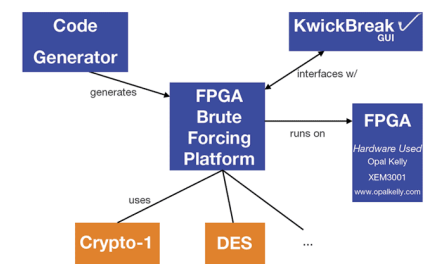 Code
Generator
KwickBreak
GUI
generates
interfaces w/
FPGA
Brute
Forcing
Platform
runs on
FPGA
Hardware Used
Opal Kelly
XEM3001
www.opalkelly.com
uses
Crypto-1
DES
...